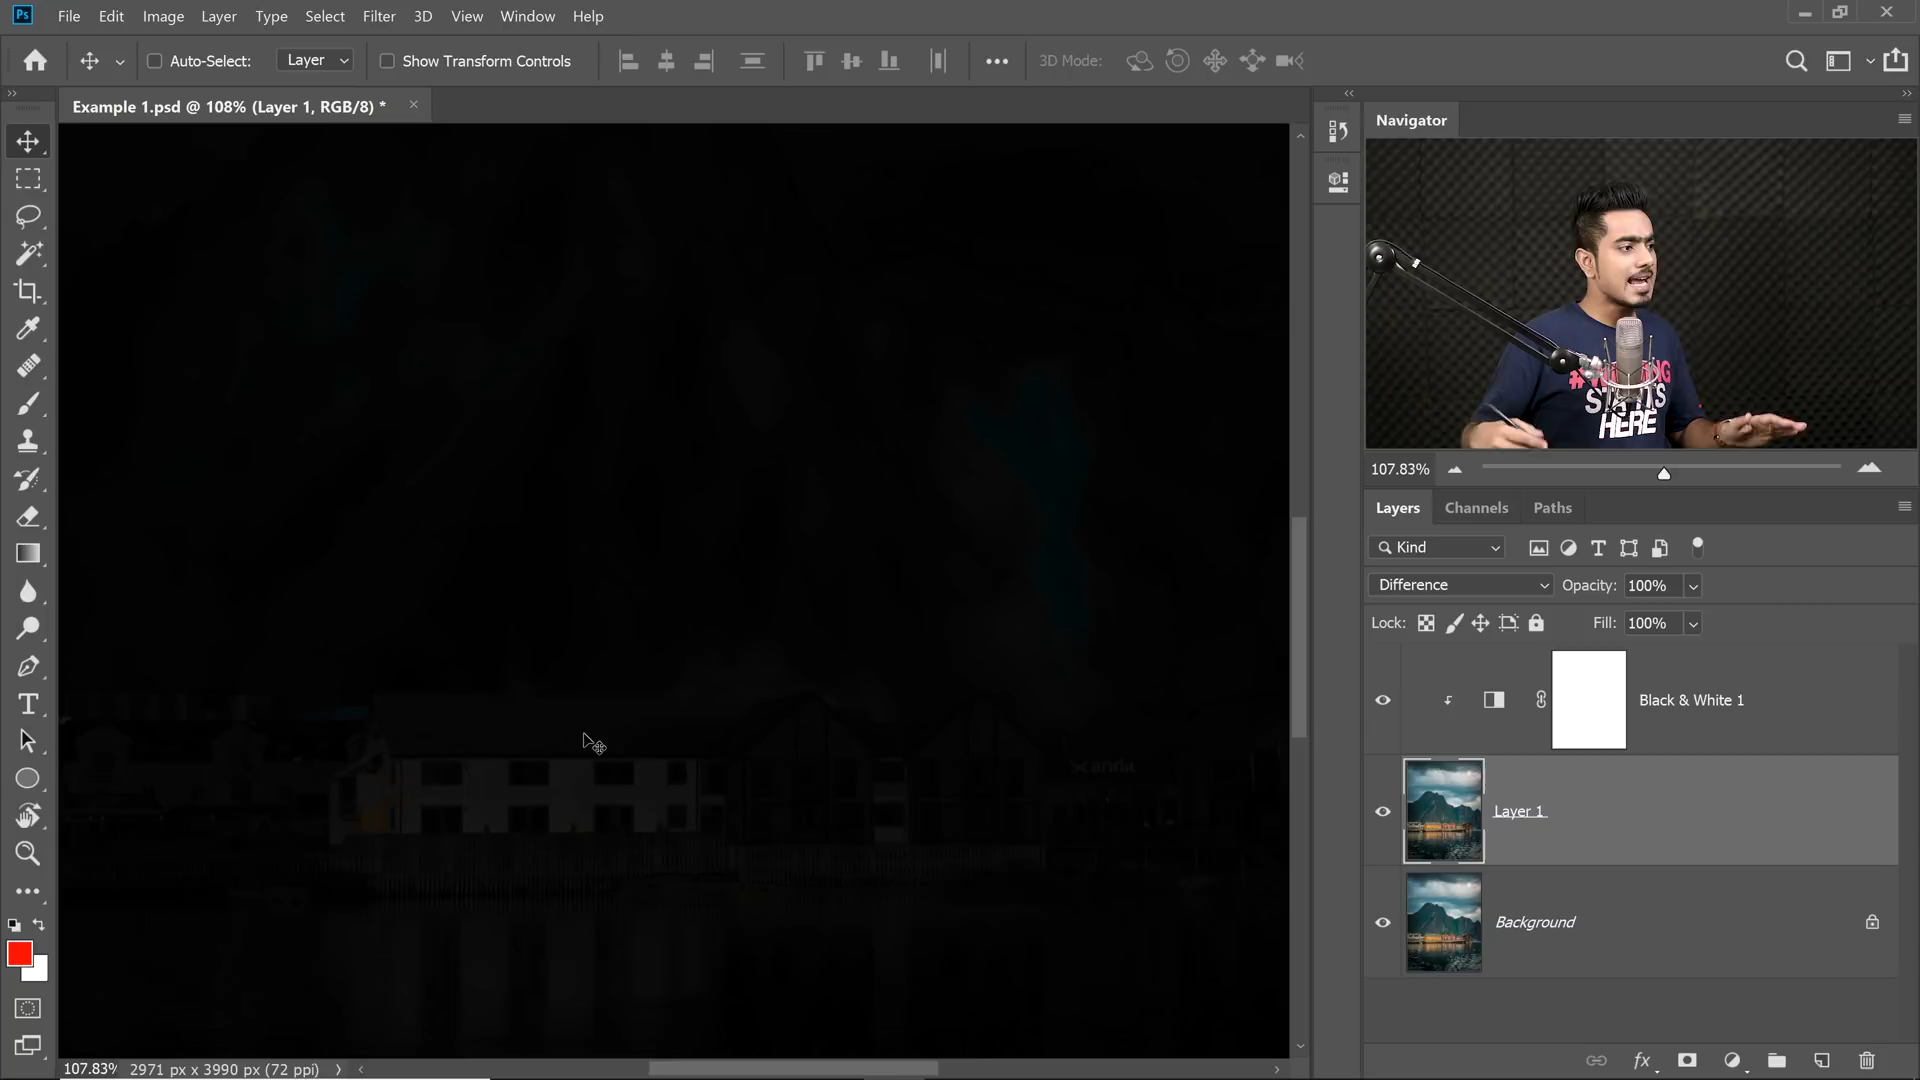 Ps File Edit Image Layer Type Select Filter 3D View Window Help
Auto-Select: Layer Show Transform Controls 3D Mode:
Example 1.psd @ 108% (Layer 1, RGB/8) *
Navigator
HERE
107.83%
Layers Channels Paths
Kind
Difference Opacity: 100%
Lock: Fill: 100%
Black & White 1
Layer 1
Background
fx
107.83% 2971 px x 3990 px (72 ppi)